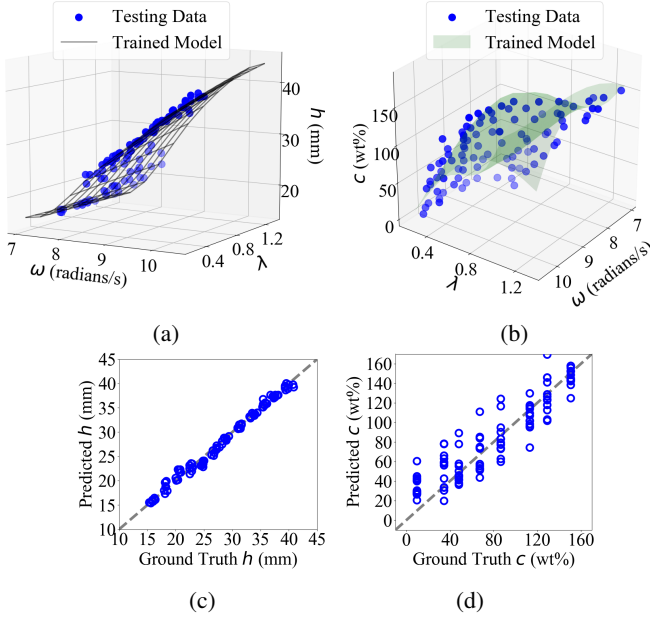 Testing Data
Trained Model
40
30
20
h (mm)
7
8
9
10
ω (radians/s)
0.4
0.8
1.2
λ
(a)
Testing Data
Trained Model
150
100
50
0
c (wt%)
0.4
0.8
1.2
λ
10
9
8
7
ω (radians/s)
(b)
45
40
35
30
25
20
15
10
Predicted h (mm)
10 15 20 25 30 35 40 45
Ground Truth h (mm)
(c)
160
140
120
100
80
60
40
20
0
Predicted c (wt%)
0 40 80 120 160
Ground Truth c (wt%)
(d)